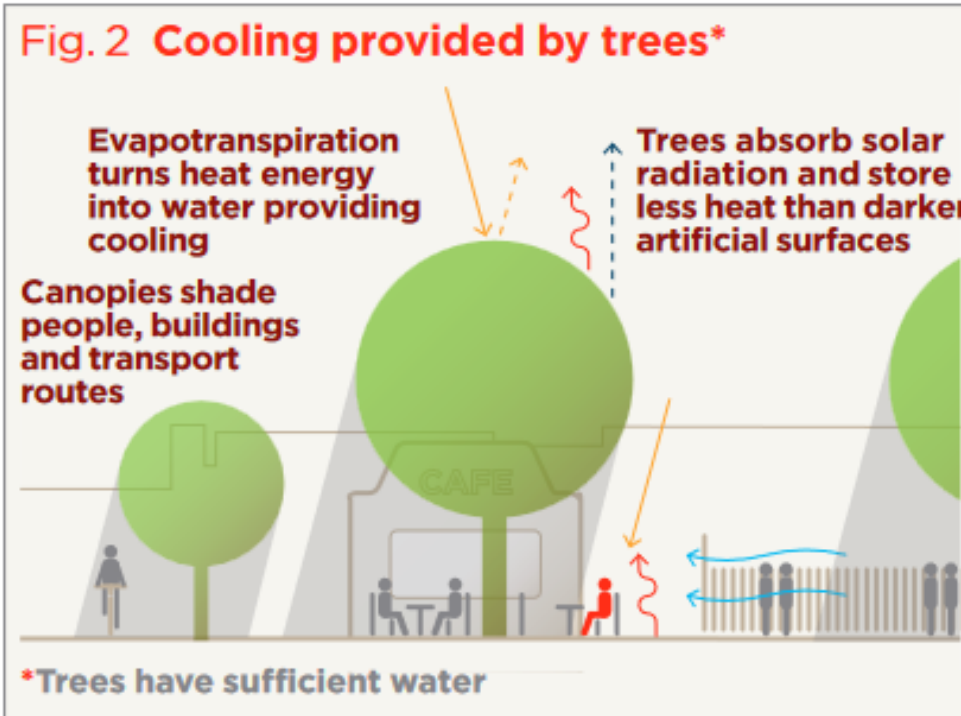 Fig. 2 Cooling provided by trees*
Evapotranspiration
turns heat energy
into water providing
cooling
Trees absorb solar
radiation and store
less heat than darker
artificial surfaces
Canopies shade
people, buildings
and transport
routes
CAFE
*Trees have sufficient water